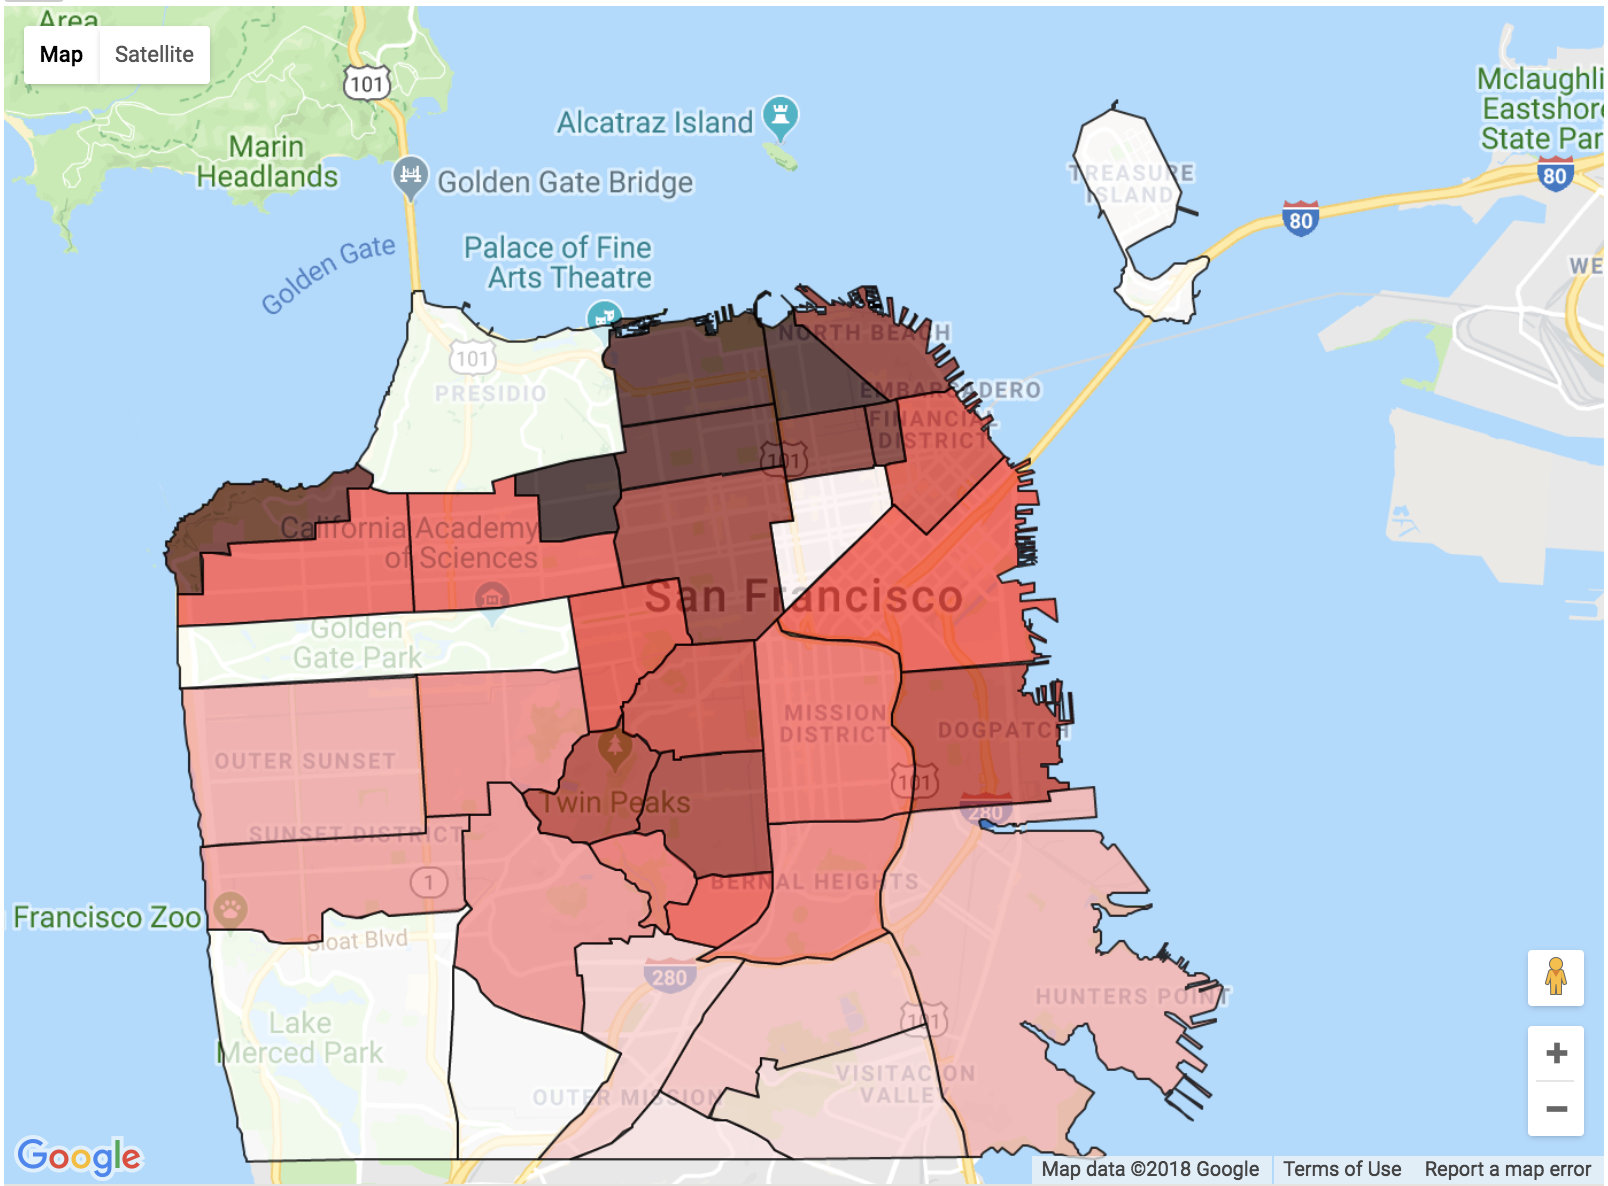 Area
Map
Satellite
101
Alcatraz Island
Mclaughli
Eastshore
State Par
Marin
Headlands
Golden Gate Bridge
TREASURE
ISLAND
80
80
Golden Gate
Palace of Fine
Arts Theatre
WE
NORTH BEACH
101
PRESIDIO
EMBARCADERO
FINANCIAL
DISTRICT
101
California Academy
of Sciences
San Francisco
Golden
Gate Park
MISSION
DISTRICT
DOGPATCH
OUTER SUNSET
101
Twin Peaks
280
SUNSET DISTRICT
1
BERNAL HEIGHTS
Francisco Zoo
Sloat Blvd
280
HUNTERS POINT
101
Lake
Merced Park
VISITACION
VALLEY
OUTER MISSION
Google
Map data ©2018 Google
Terms of Use
Report a map error